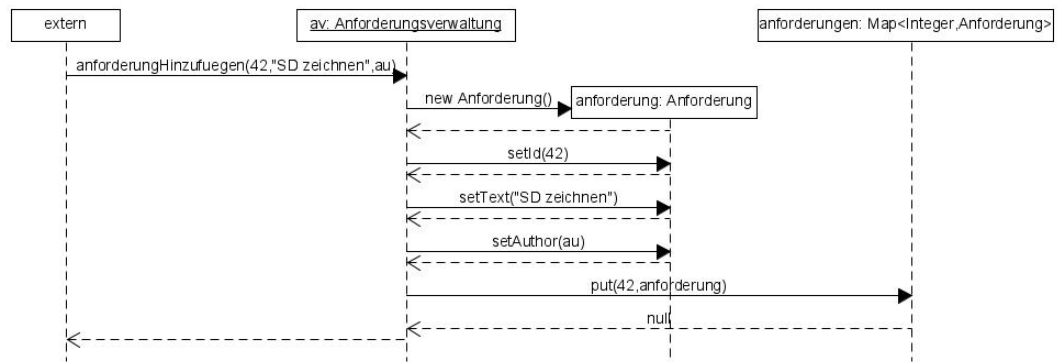 extern
av: Anforderungsverwaltung
anforderungen: Map<Integer,Anforderung>
anforderungHinzufuegen(42,"SD zeichnen",au)
new Anforderung()
anforderung: Anforderung
setId(42)
setText("SD zeichnen")
setAuthor(au)
put(42,anforderung)
null